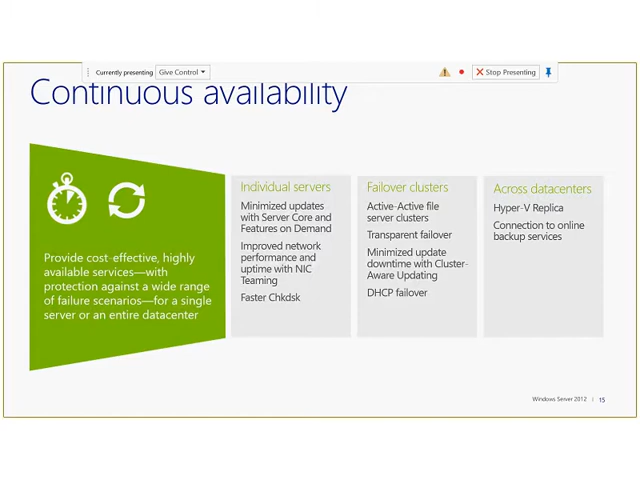 Currently presenting Give Control
Stop Presenting
Continuous availability
Provide cost-effective, highly
available services—with
protection against a wide range
of failure scenarios—for a single
server or an entire datacenter
Individual servers
Minimized updates
with Server Core and
Features on Demand
Improved network
performance and
uptime with NIC
Teaming
Faster Chkdsk
Failover clusters
Active-Active file
server clusters
Transparent failover
Minimized update
downtime with Cluster-
Aware Updating
DHCP failover
Across datacenters
Hyper-V Replica
Connection to online
backup services
Windows Server 2012 | 15